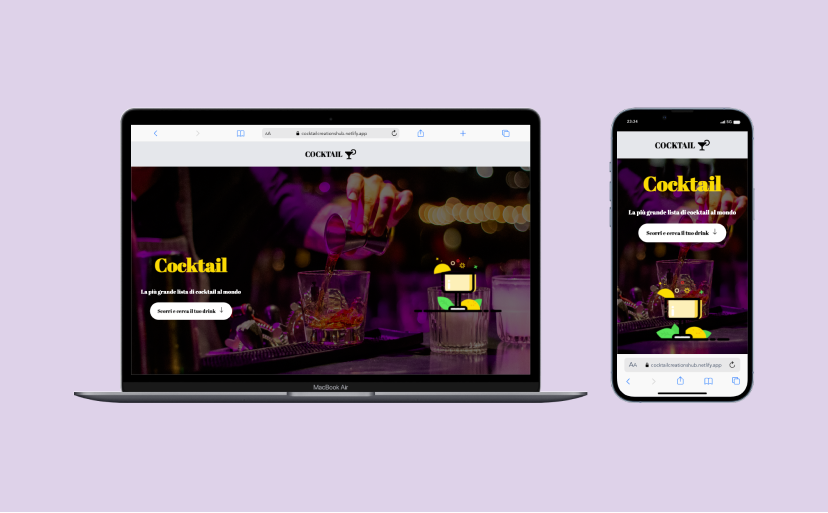 AA cocktailcreationshub.netlify.app
COCKTAIL
Cocktail
La più grande lista di cocktail al mondo
Scorri e cerca il tuo drink ↓
MacBook Air
23:24 5G
COCKTAIL
Cocktail
La più grande lista di cocktail al mondo
Scorri e cerca il tuo drink ↓
AA cocktailcreationshub.netlify.app